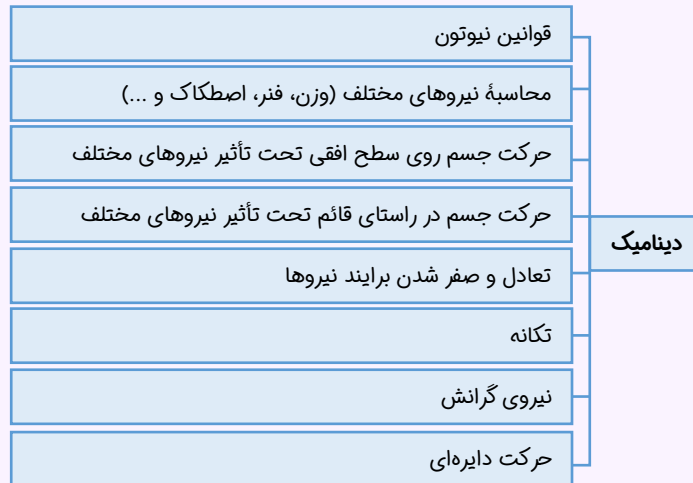 دینامیک
قوانین نیوتون
محاسبۀ نیروهای مختلف (وزن، فنر، اصطکاک و ...)
حرکت جسم روی سطح افقی تحت تأثیر نیروهای مختلف
حرکت جسم در راستای قائم تحت تأثیر نیروهای مختلف
تعادل و صفر شدن برایند نیروها
تکانه
نیروی گرانش
حرکت دایره‌ای